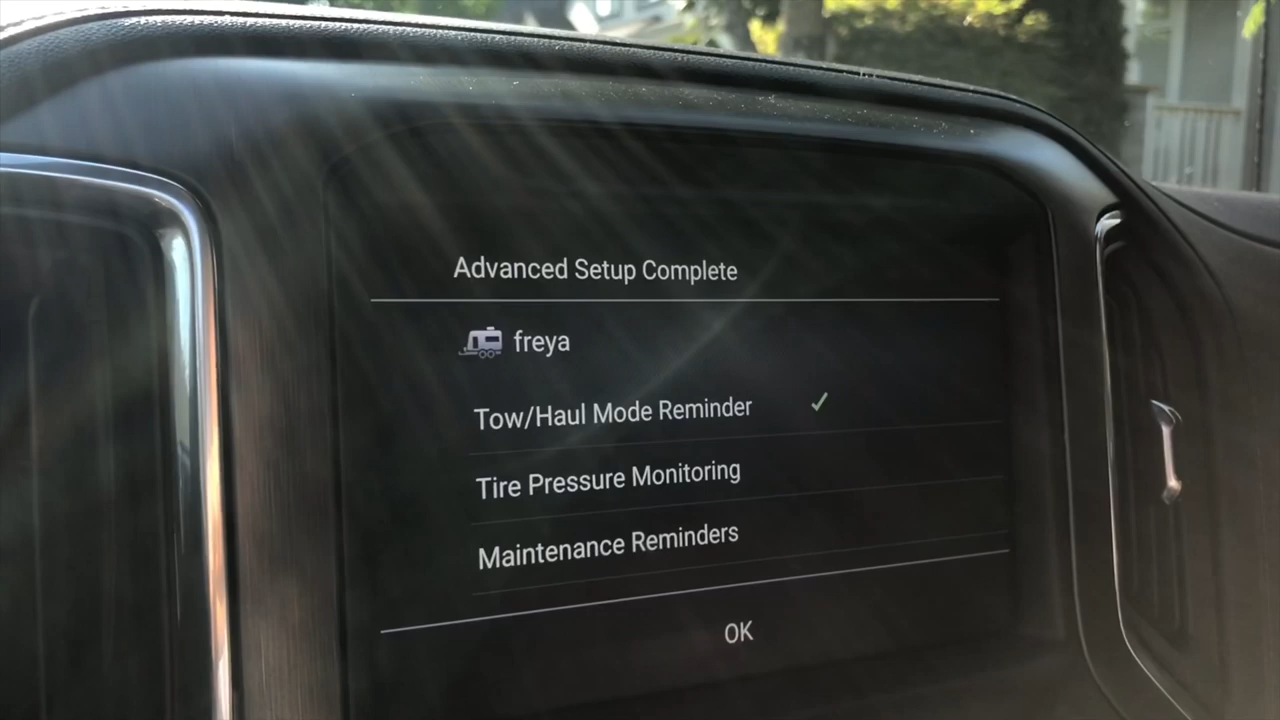 Advanced Setup Complete
freya
Tow/Haul Mode Reminder ✓
Tire Pressure Monitoring
Maintenance Reminders
OK